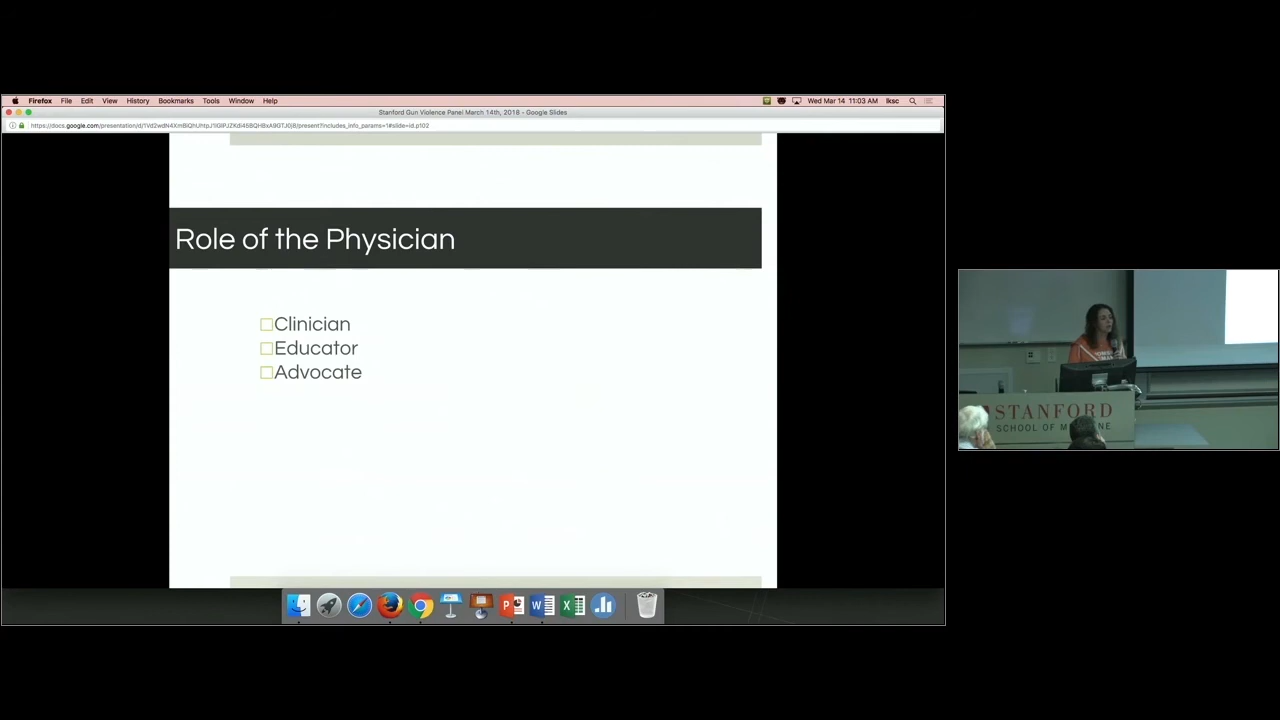 Firefox File Edit View History Bookmarks Tools Window Help
Wed Mar 14 11:03 AM lksc
Stanford Gun Violence Panel March 14th, 2018 - Google Slides
Role of the Physician
Clinician
Educator
Advocate
STANFORD
SCHOOL OF MEDICINE